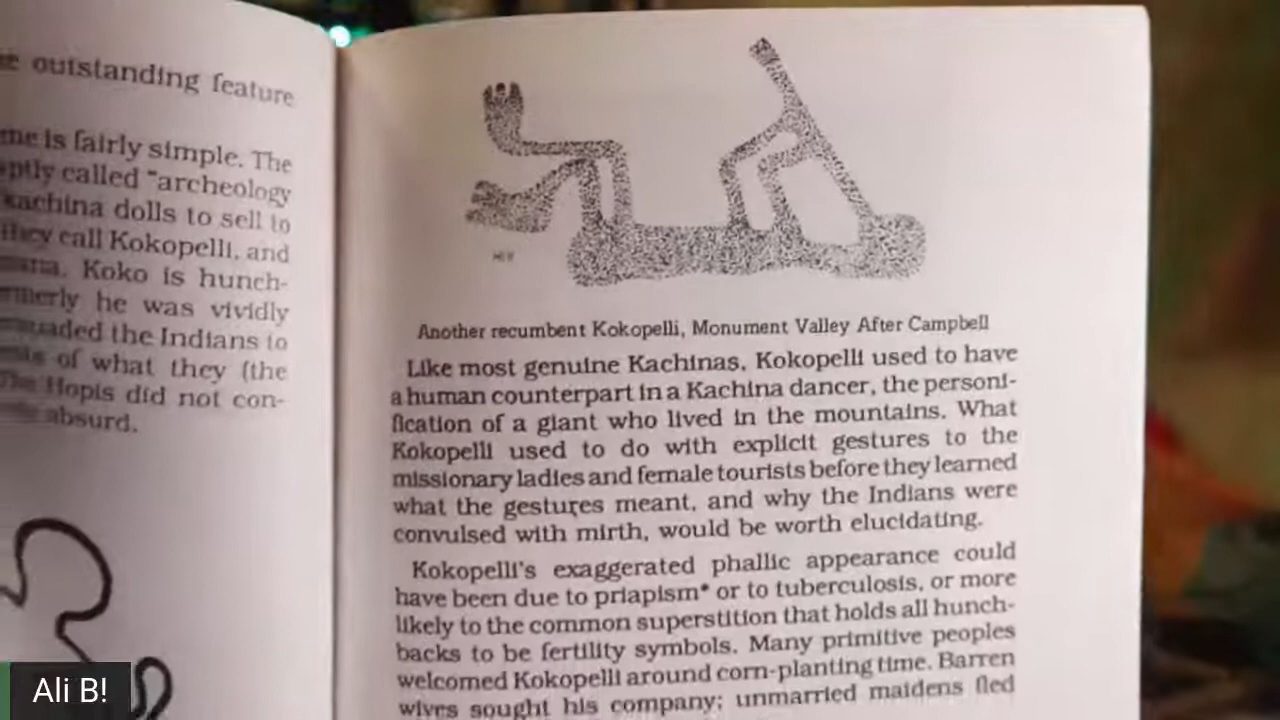 outstanding feature
is fairly simple. The
called "archeology
kachina dolls to sell to
they call Kokopelli, and
Koko is hunch-
he was vividly
the Indians to
of what they (the
The Hopis did not con-
absurd.
Another recumbent Kokopelli, Monument Valley After Campbell
Like most genuine Kachinas, Kokopelli used to have
a human counterpart in a Kachina dancer, the personi-
fication of a giant who lived in the mountains. What
Kokopelli used to do with explicit gestures to the
missionary ladies and female tourists before they learned
what the gestures meant, and why the Indians were
convulsed with mirth, would be worth elucidating.
Kokopelli's exaggerated phallic appearance could
have been due to priapism* or to tuberculosis, or more
likely to the common superstition that holds all hunch-
backs to be fertility symbols. Many primitive peoples
welcomed Kokopelli around corn-planting time. Barren
wives sought his company; unmarried maidens fled
Ali B!